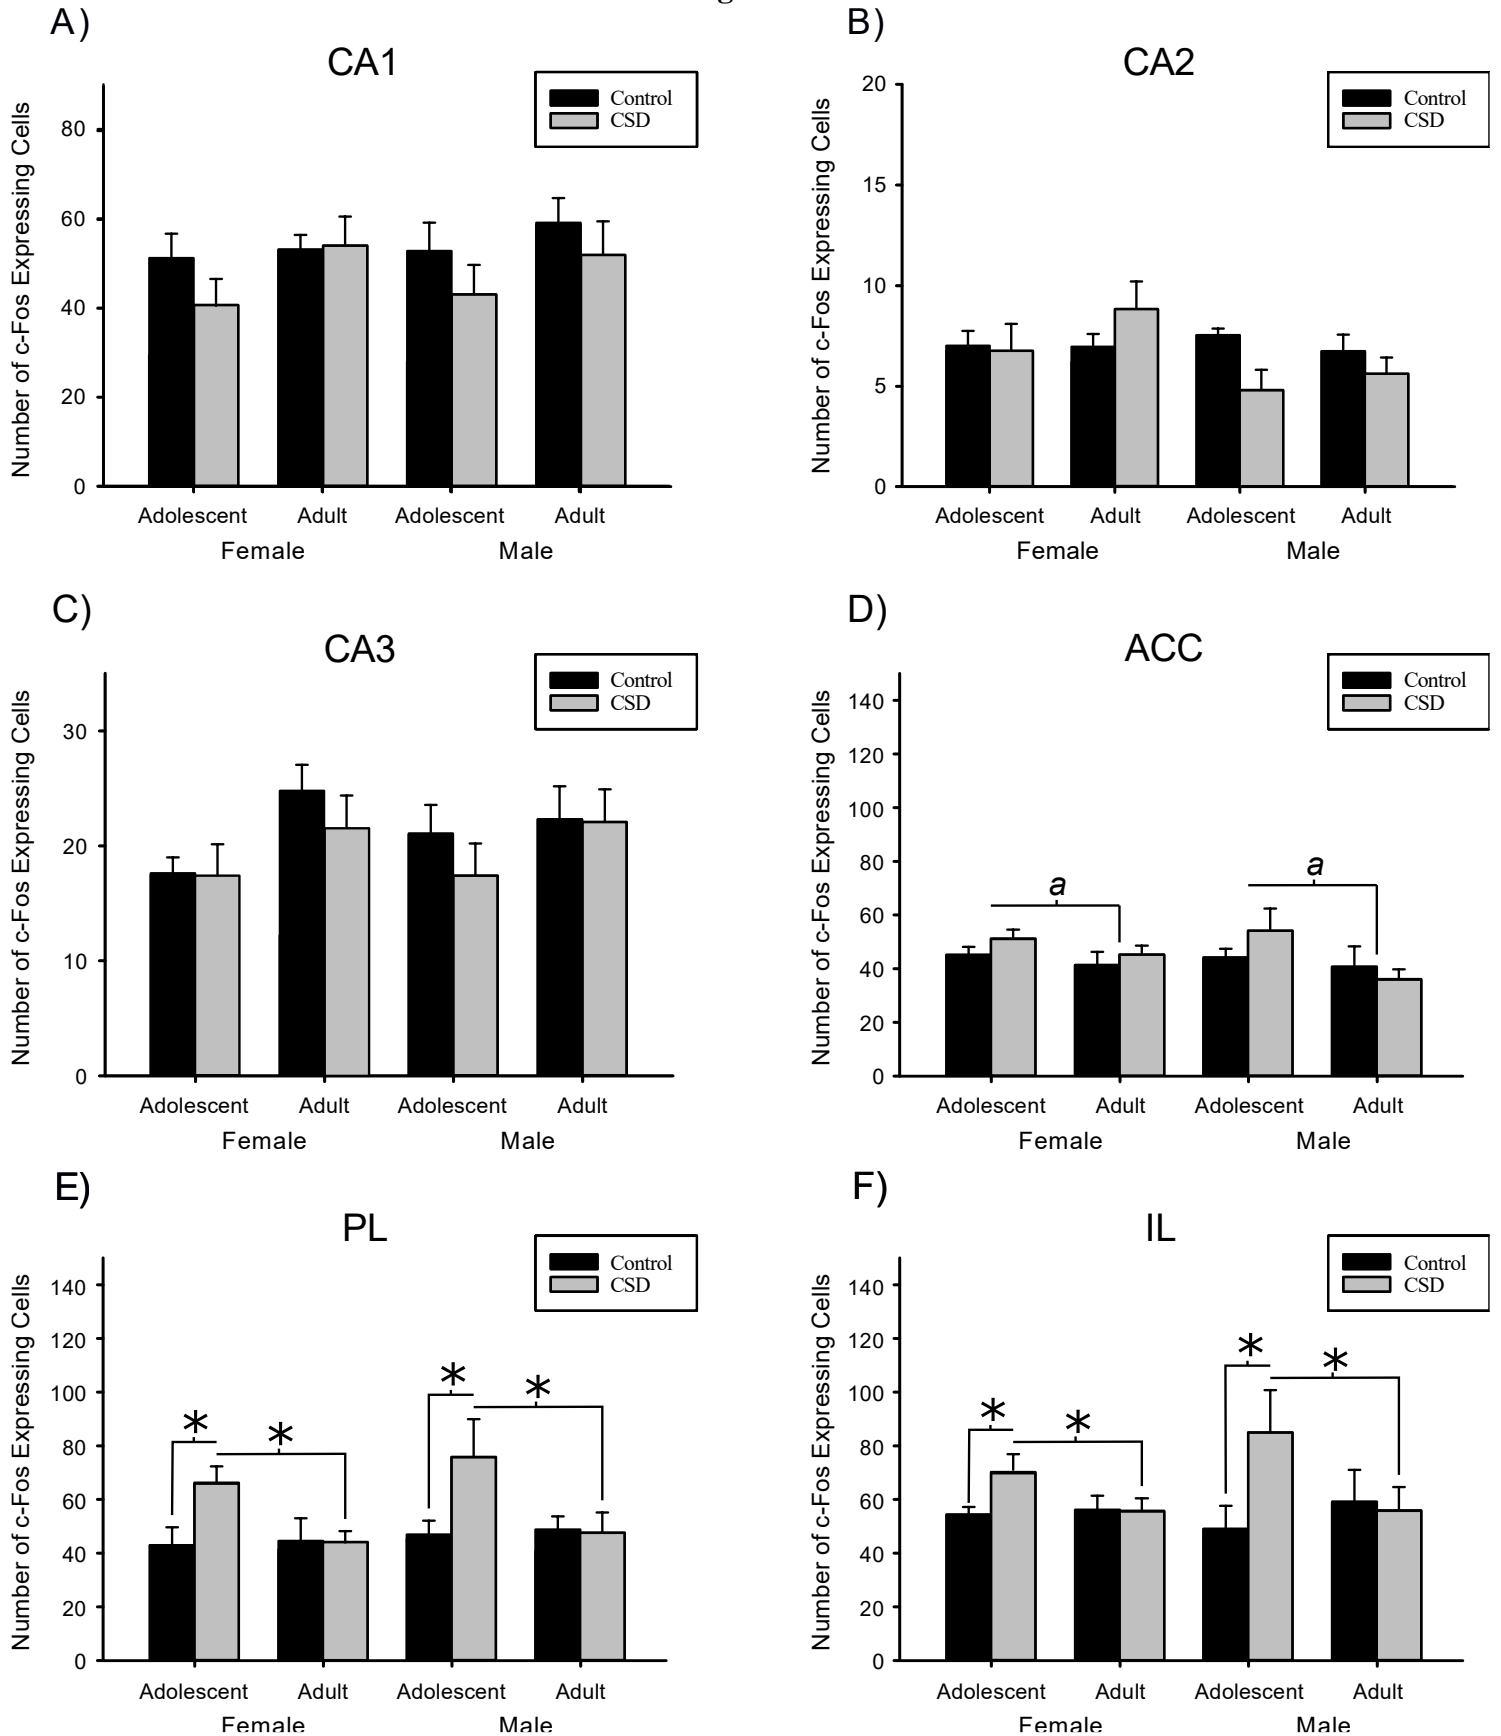 g
A)
CA1
Control
CSD
Number of c-Fos Expressing Cells
80
60
40
20
0
Adolescent Adult Adolescent Adult
Female Male
B)
CA2
Control
CSD
Number of c-Fos Expressing Cells
20
15
10
5
0
Adolescent Adult Adolescent Adult
Female Male
C)
CA3
Control
CSD
Number of c-Fos Expressing Cells
30
20
10
0
Adolescent Adult Adolescent Adult
Female Male
D)
ACC
Control
CSD
Number of c-Fos Expressing Cells
140
120
100
80
60
40
20
0
a
a
Adolescent Adult Adolescent Adult
Female Male
E)
PL
Control
CSD
Number of c-Fos Expressing Cells
140
120
100
80
60
40
20
0
* * * *
Adolescent Adult Adolescent Adult
Female Male
F)
IL
Control
CSD
Number of c-Fos Expressing Cells
140
120
100
80
60
40
20
0
* * * *
Adolescent Adult Adolescent Adult
Female Male